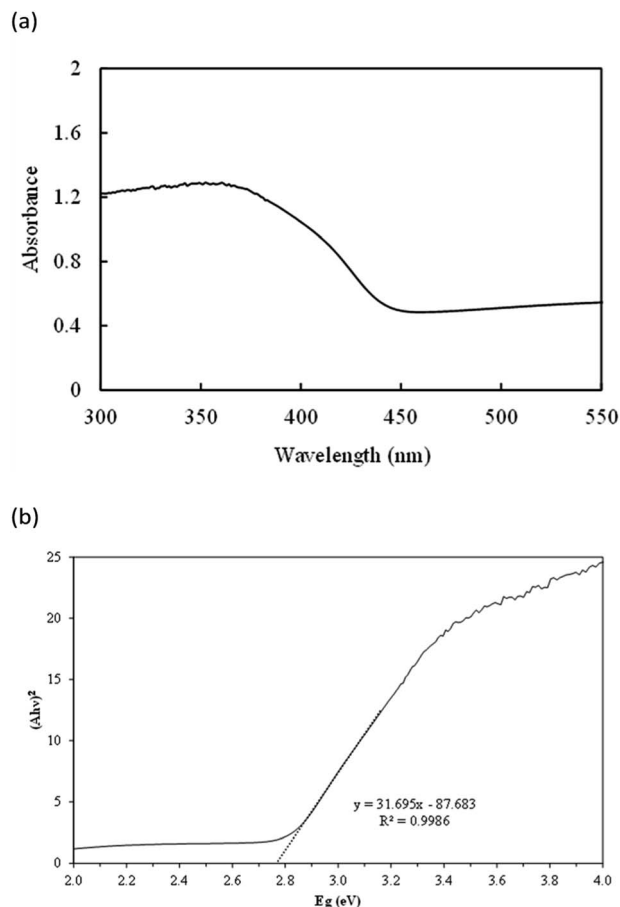 (a)
2
1.6
1.2
0.8
0.4
0
Absorbance
300 350 400 450 500 550
Wavelength (nm)
(b)
25
20
15
10
5
0
(Ahν)²
y = 31.695x - 87.683
R² = 0.9986
2.0 2.2 2.4 2.6 2.8 3.0 3.2 3.4 3.6 3.8 4.0
Eg (eV)